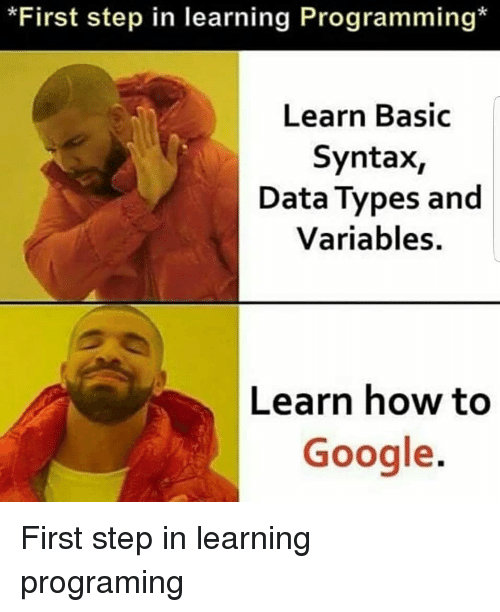 *First step in learning Programming*
Learn Basic
Syntax,
Data Types and
Variables.
Learn how to
Google.
First step in learning
programing